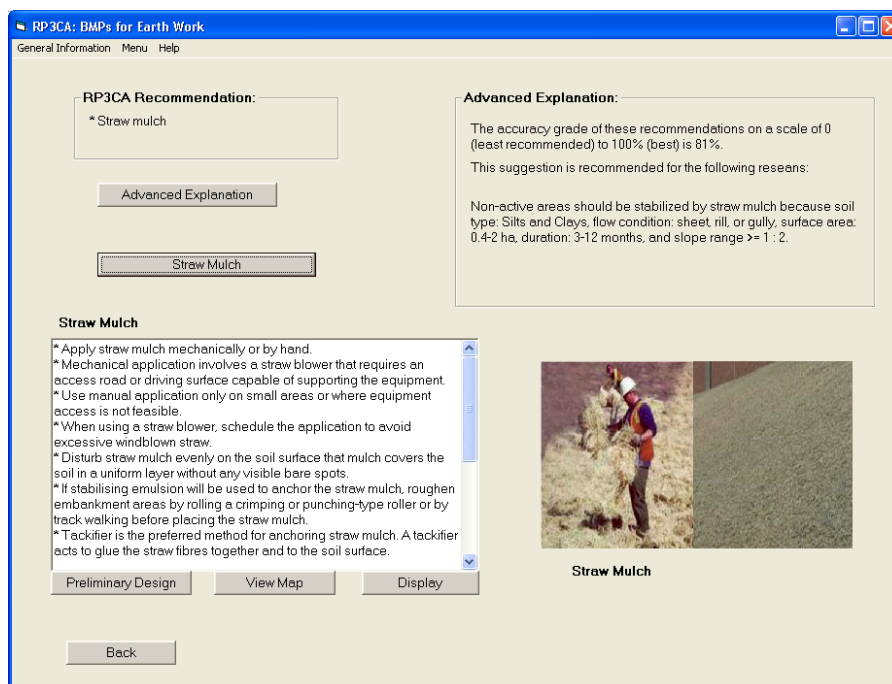 RP3CA: BMPs for Earth Work
General Information Menu Help
RP3CA Recommendation:
* Straw mulch
Advanced Explanation
Straw Mulch
Advanced Explanation:
The accuracy grade of these recommendations on a scale of 0
(least recommended) to 100% (best) is 81%.
This suggestion is recommended for the following reseans:
Non-active areas should be stabilized by straw mulch because soil
type: Silts and Clays, flow condition: sheet, rill, or gully, surface area:
0.4-2 ha, duration: 3-12 months, and slope range >= 1 : 2.
Straw Mulch
* Apply straw mulch mechanically or by hand.
* Mechanical application involves a straw blower that requires an
access road or driving surface capable of supporting the equipment.
* Use manual application only on small areas or where equipment
access is not feasible.
* When using a straw blower, schedule the application to avoid
excessive windblown straw.
* Disturb straw mulch evenly on the soil surface that mulch covers the
soil in a uniform layer without any visible bare spots.
* If stabilising emulsion will be used to anchor the straw mulch, roughen
embankment areas by rolling a crimping or punching-type roller or by
track walking before placing the straw mulch.
* Tackifier is the preferred method for anchoring straw mulch. A tackifier
acts to glue the straw fibres together and to the soil surface.
Preliminary Design
View Map
Display
Straw Mulch
Back